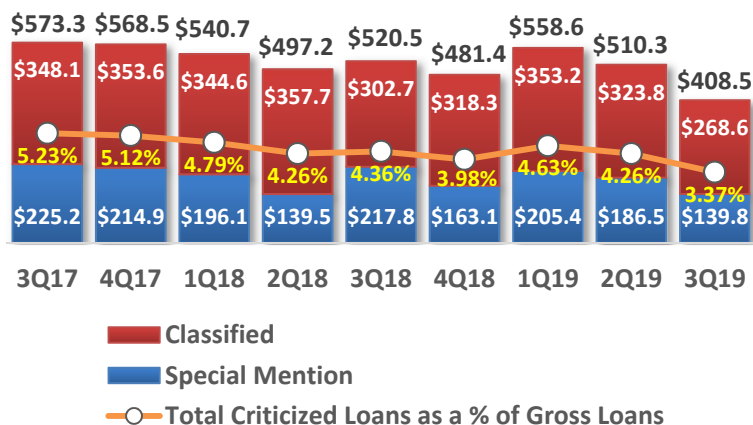 $573.3 $568.5 $540.7 $497.2 $520.5 $481.4 $558.6 $510.3 $408.5
$348.1 $353.6 $344.6 $357.7 $302.7 $318.3 $353.2 $323.8 $268.6
5.23% 5.12% 4.79% 4.26% 4.36% 3.98% 4.63% 4.26% 3.37%
$225.2 $214.9 $196.1 $139.5 $217.8 $163.1 $205.4 $186.5 $139.8
3Q17 4Q17 1Q18 2Q18 3Q18 4Q18 1Q19 2Q19 3Q19
Classified
Special Mention
Total Criticized Loans as a % of Gross Loans